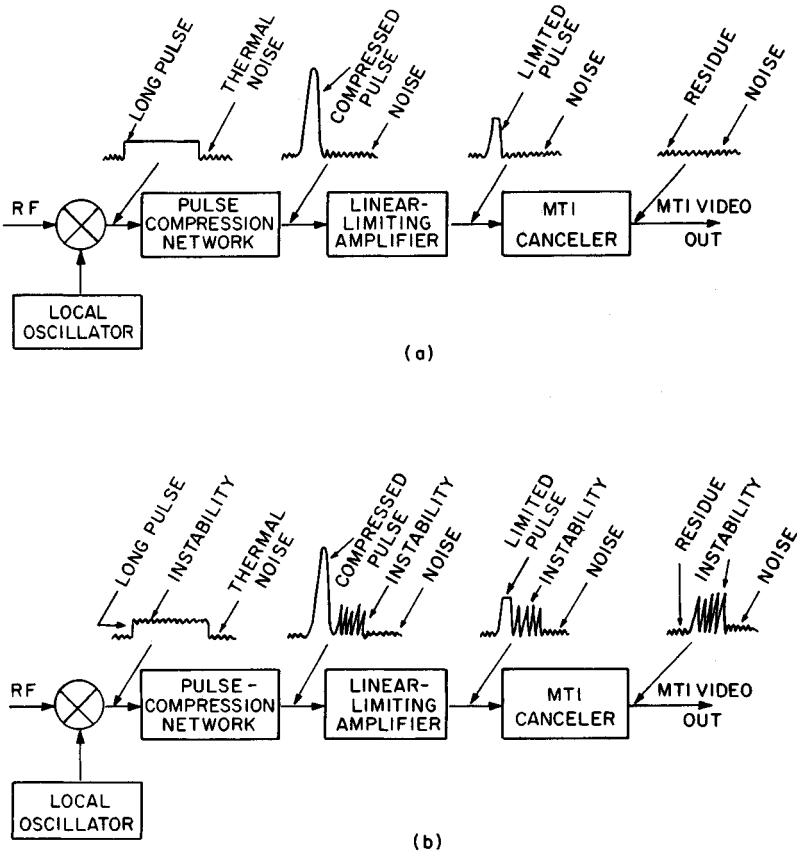 LONG PULSE
THERMAL
NOISE
COMPRESSED
PULSE
NOISE
LIMITED
PULSE
NOISE
RESIDUE
NOISE
RF
PULSE
COMPRESSION
NETWORK
LINEAR-
LIMITING
AMPLIFIER
MTI
CANCELER
MTI VIDEO
OUT
LOCAL
OSCILLATOR
(a)
LONG PULSE
INSTABILITY
THERMAL
NOISE
COMPRESSED
PULSE
INSTABILITY
NOISE
LIMITED
PULSE
INSTABILITY
NOISE
RESIDUE
INSTABILITY
NOISE
RF
PULSE-
COMPRESSION
NETWORK
LINEAR-
LIMITING
AMPLIFIER
MTI
CANCELER
MTI VIDEO
OUT
LOCAL
OSCILLATOR
(b)